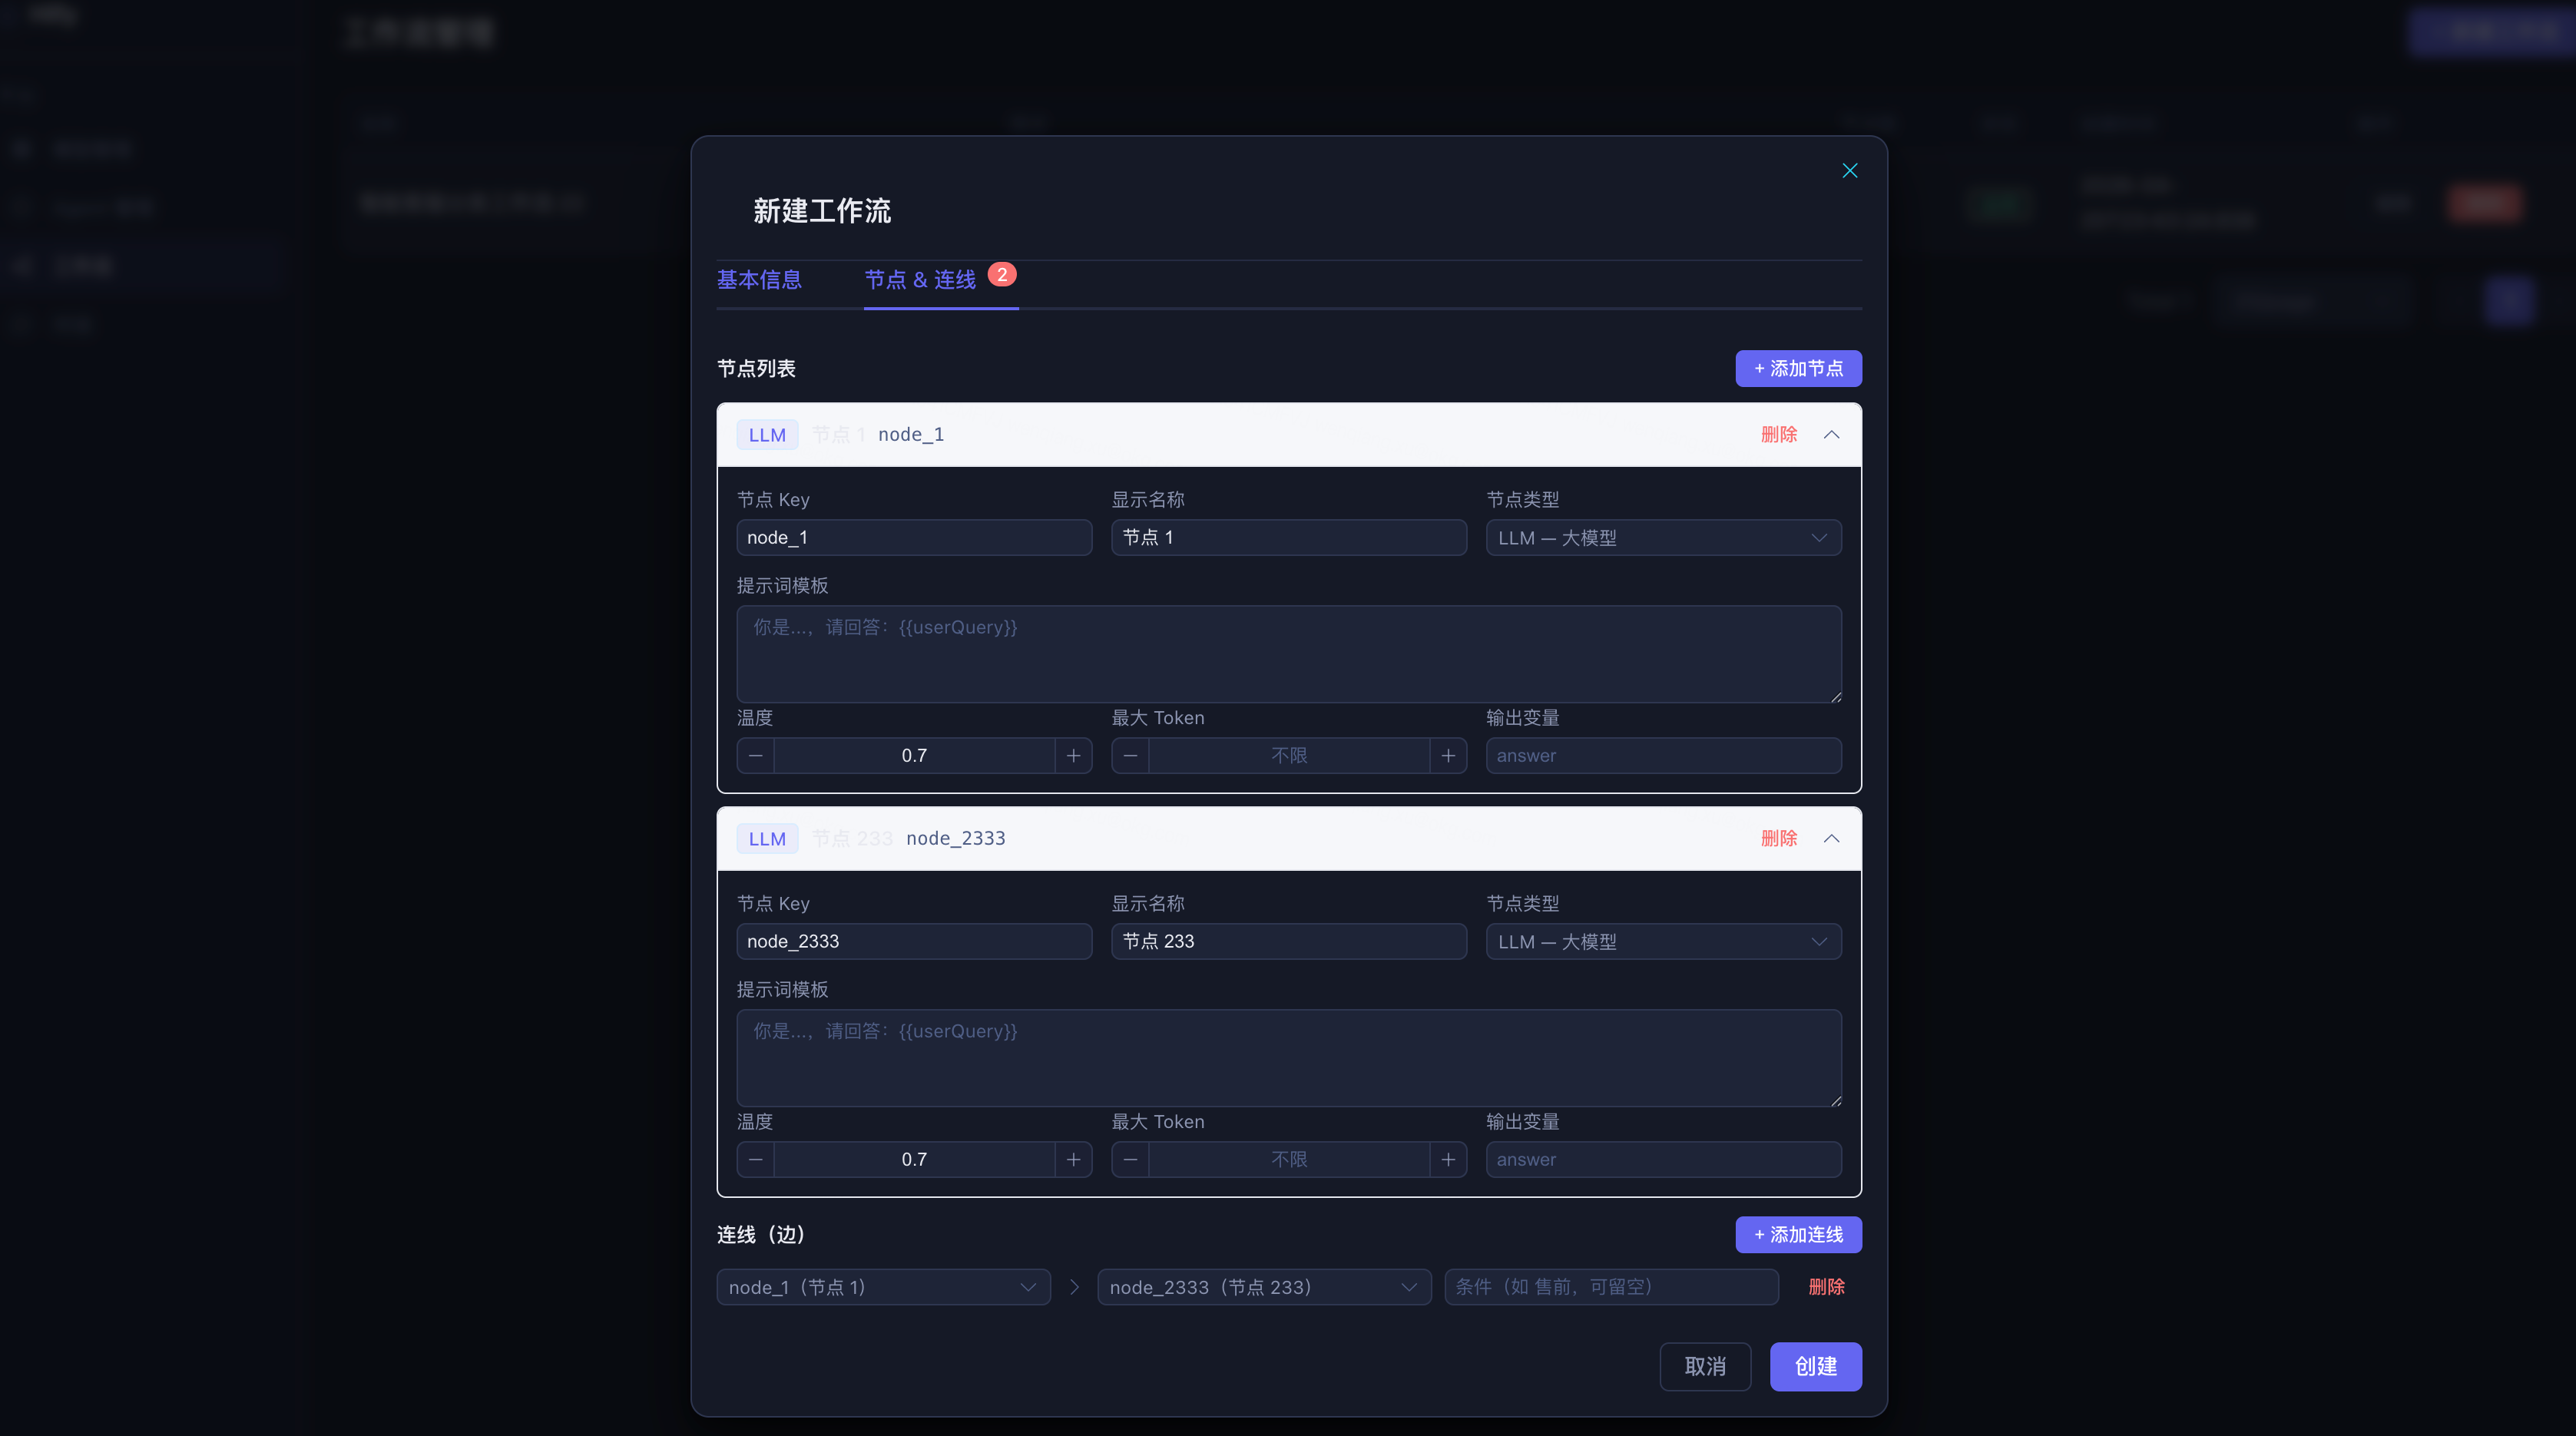 新建工作流
基本信息 节点 & 连线 2
节点列表 + 添加节点
LLM 节点 1 node_1 删除
节点 Key 显示名称 节点类型
node_1 节点 1 LLM — 大模型
提示词模板
你是...，请回答：{{userQuery}}
温度 最大 Token 输出变量
0.7 不限 answer
LLM 节点 233 node_2333 删除
节点 Key 显示名称 节点类型
node_2333 节点 233 LLM — 大模型
提示词模板
你是...，请回答：{{userQuery}}
温度 最大 Token 输出变量
0.7 不限 answer
连线（边） + 添加连线
node_1（节点 1） node_2333（节点 233） 条件（如 售前，可留空） 删除
取消 创建